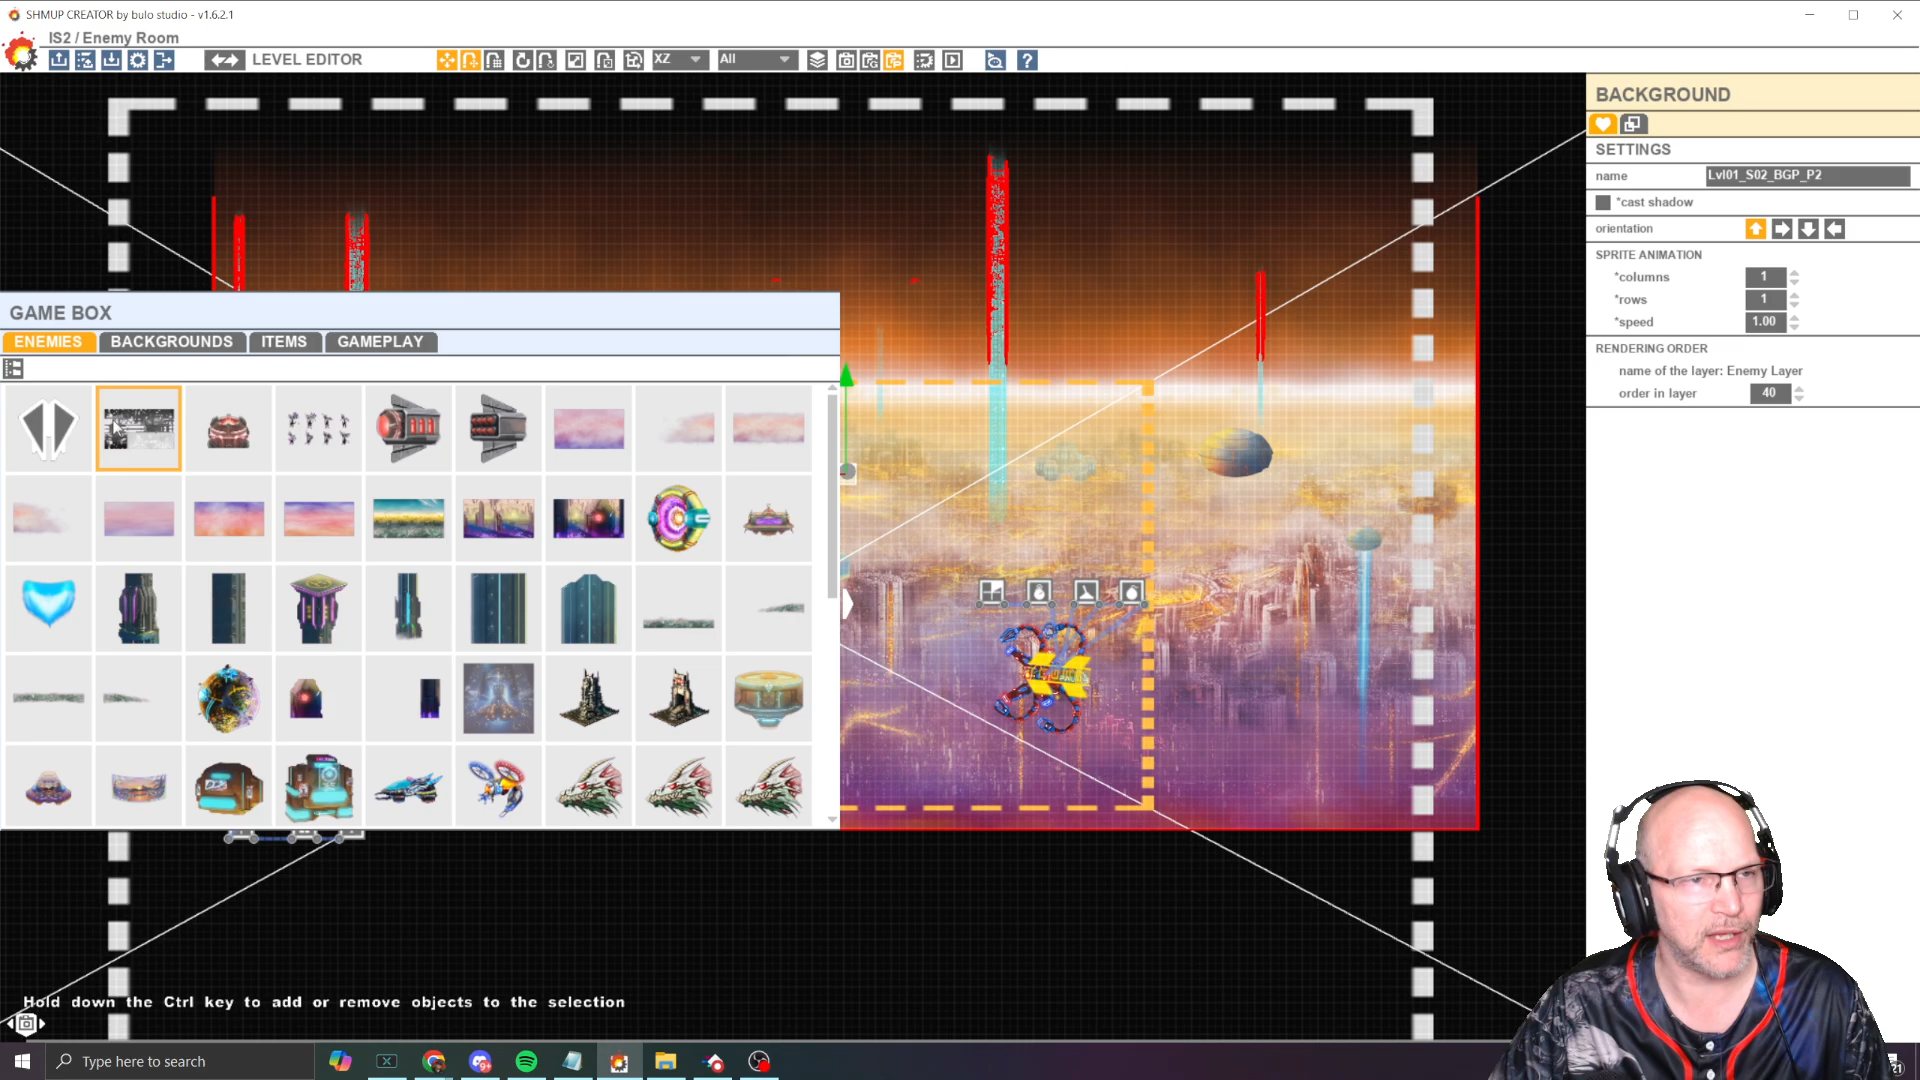 SHMUP CREATOR by bulo studio - v1.6.2.1
IS2 / Enemy Room
LEVEL EDITOR
XZ
All
?
BACKGROUND
SETTINGS
name Lvl01_S02_BGP_P2
*cast shadow
orientation
SPRITE ANIMATION
*columns 1
*rows 1
*speed 1.00
RENDERING ORDER
name of the layer: Enemy Layer
order in layer 40
GAME BOX
ENEMIES BACKGROUNDS ITEMS GAMEPLAY
Hold down the Ctrl key to add or remove objects to the selection
Type here to search
21